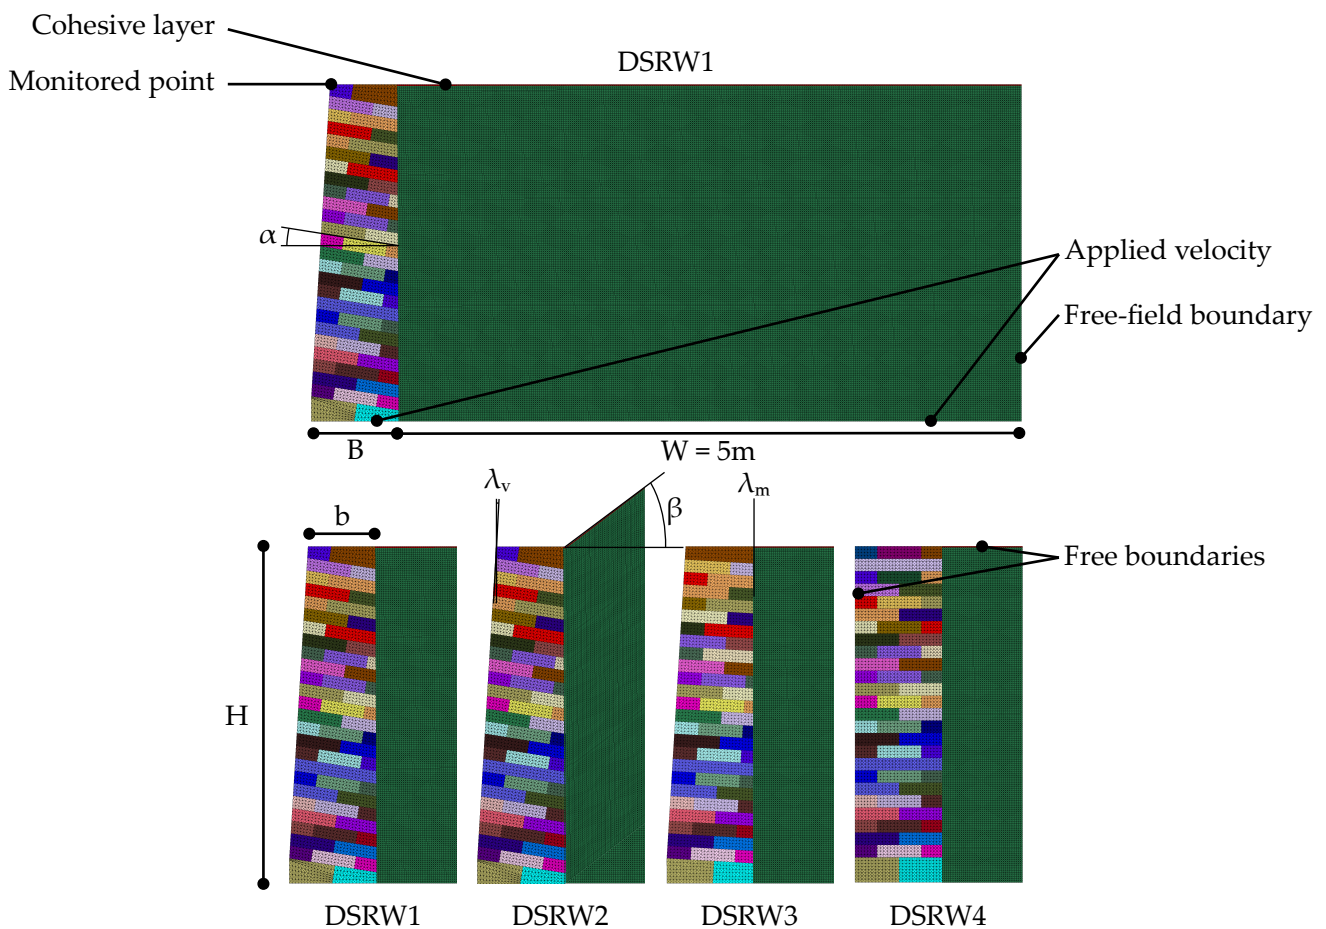 Cohesive layer
DSRW1
Monitored point
α
Applied velocity
Free-field boundary
B
W = 5m
λv
λm
b
β
Free boundaries
H
DSRW1
DSRW2
DSRW3
DSRW4